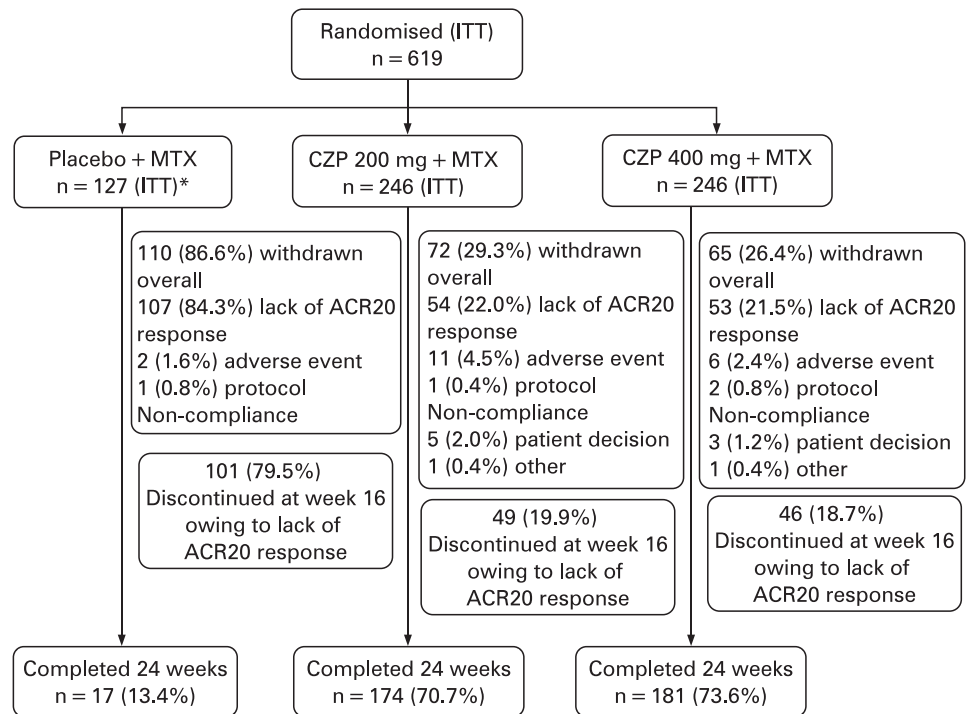 Randomised (ITT)
n = 619
Placebo + MTX
n = 127 (ITT)*
CZP 200 mg + MTX
n = 246 (ITT)
CZP 400 mg + MTX
n = 246 (ITT)
110 (86.6%) withdrawn
overall
107 (84.3%) lack of ACR20
response
2 (1.6%) adverse event
1 (0.8%) protocol
Non-compliance
72 (29.3%) withdrawn
overall
54 (22.0%) lack of ACR20
response
11 (4.5%) adverse event
1 (0.4%) protocol
Non-compliance
5 (2.0%) patient decision
1 (0.4%) other
65 (26.4%) withdrawn
overall
53 (21.5%) lack of ACR20
response
6 (2.4%) adverse event
2 (0.8%) protocol
Non-compliance
3 (1.2%) patient decision
1 (0.4%) other
101 (79.5%)
Discontinued at week 16
owing to lack of
ACR20 response
49 (19.9%)
Discontinued at week 16
owing to lack of
ACR20 response
46 (18.7%)
Discontinued at week 16
owing to lack of
ACR20 response
Completed 24 weeks
n = 17 (13.4%)
Completed 24 weeks
n = 174 (70.7%)
Completed 24 weeks
n = 181 (73.6%)